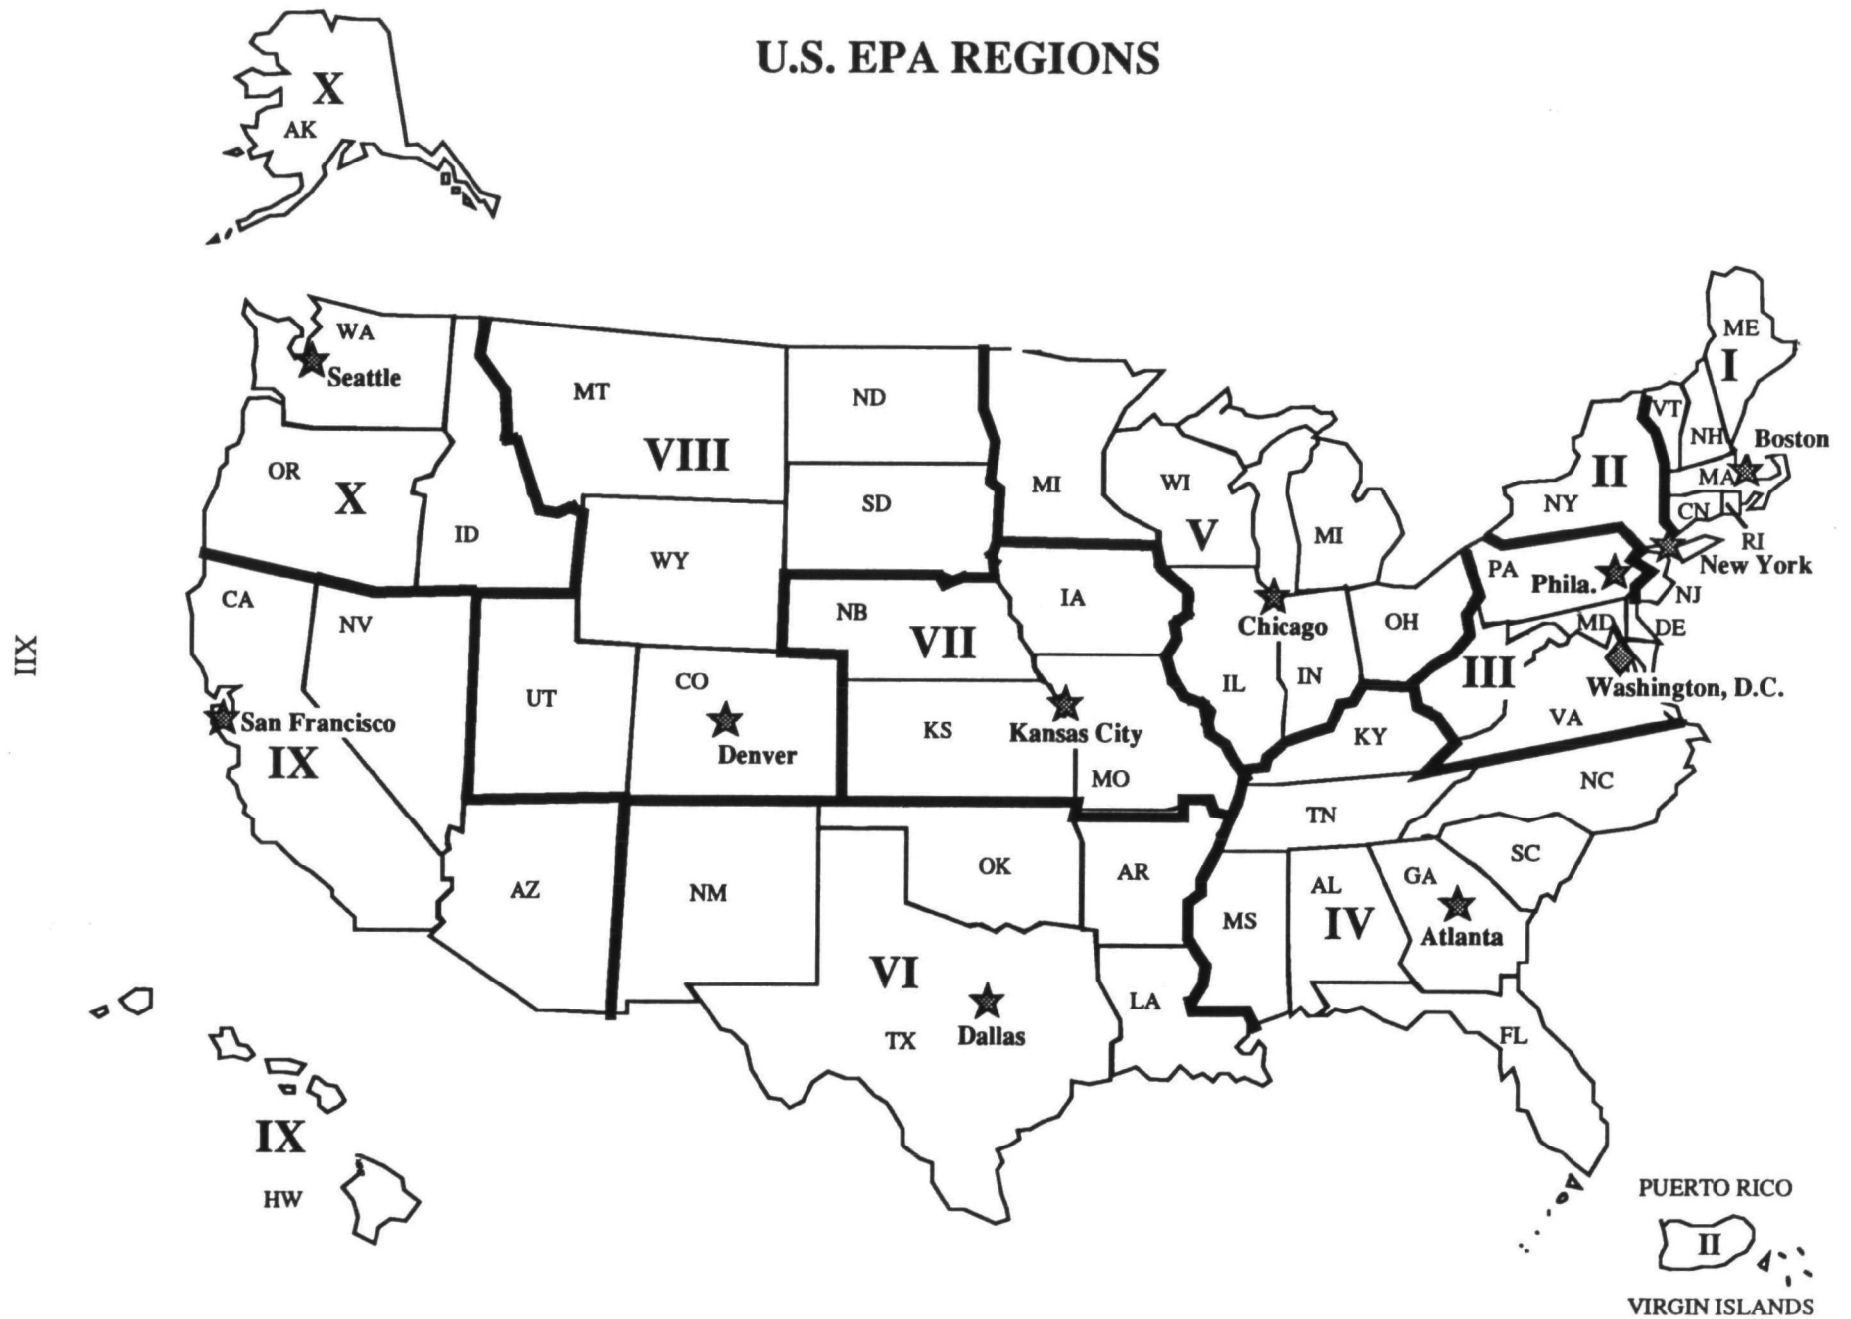 U.S. EPA REGIONS
X
AK
WA
Seattle
MT
ND
ME
I
VT
NH
Boston
OR
X
VIII
MI
WI
II
MA
ID
SD
NY
CN
WY
V
MI
RI
PA
New York
Phila.
CA
NV
NB
VII
IA
Chicago
OH
NJ
MD
DE
XII
UT
CO
IL
IN
III
Washington, D.C.
San Francisco
IX
Denver
KS
Kansas City
KY
VA
MO
NC
TN
AZ
NM
OK
AR
SC
MS
AL
IV
GA
Atlanta
VI
TX
Dallas
LA
FL
IX
HW
PUERTO RICO
II
VIRGIN ISLANDS